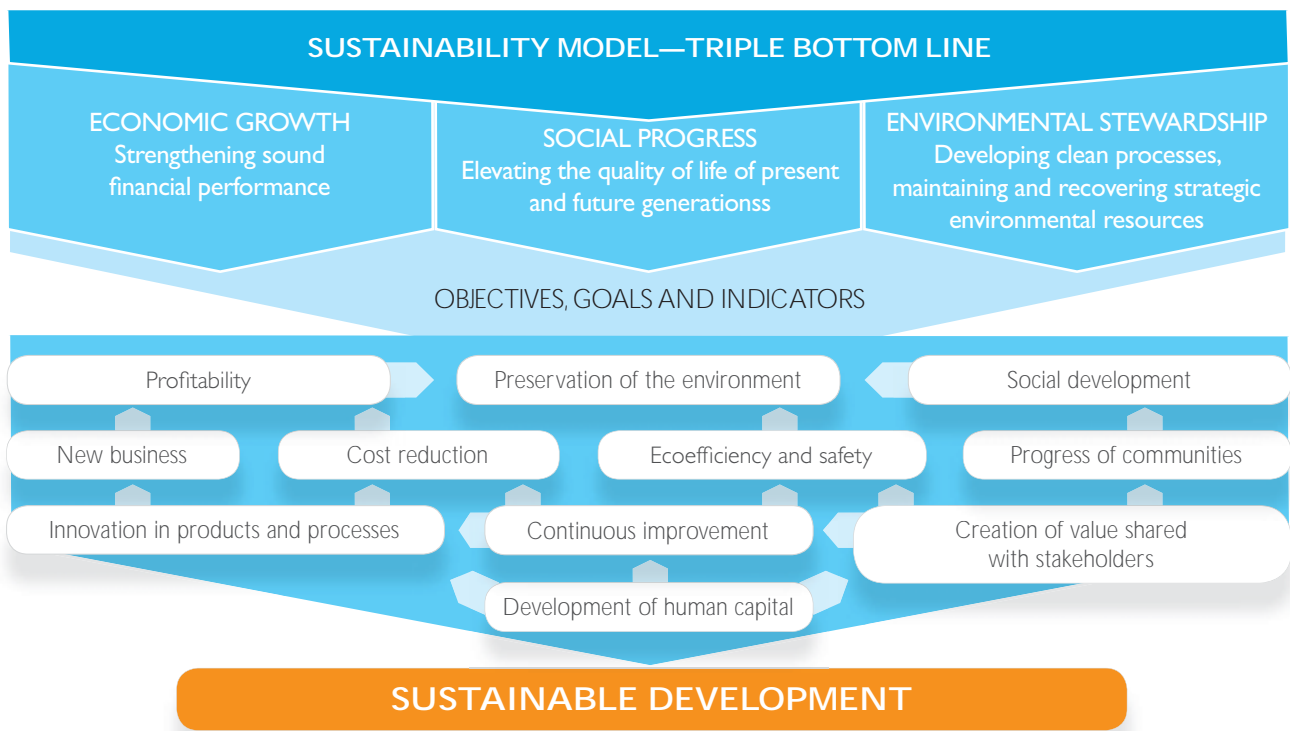 SUSTAINABILITY MODEL—TRIPLE BOTTOM LINE
ECONOMIC GROWTH
Strengthening sound
financial performance
SOCIAL PROGRESS
Elevating the quality of life of present
and future generationss
ENVIRONMENTAL STEWARDSHIP
Developing clean processes,
maintaining and recovering strategic
environmental resources
OBJECTIVES, GOALS AND INDICATORS
Profitability
Preservation of the environment
Social development
New business
Cost reduction
Ecoefficiency and safety
Progress of communities
Innovation in products and processes
Continuous improvement
Creation of value shared
with stakeholders
Development of human capital
SUSTAINABLE DEVELOPMENT